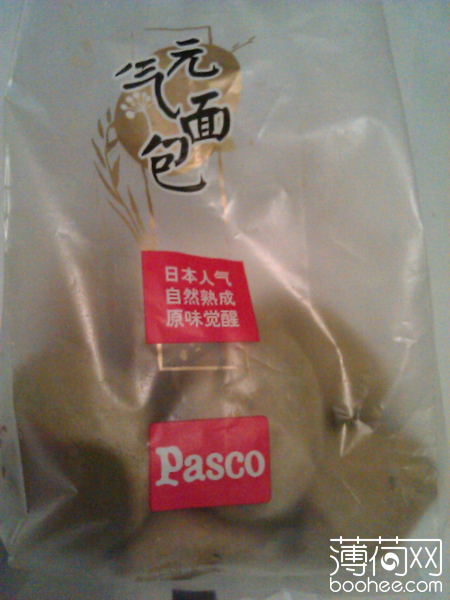 元气面包
日本人气
自然熟成
原味觉醒
Pasco
薄荷网
boohee.com